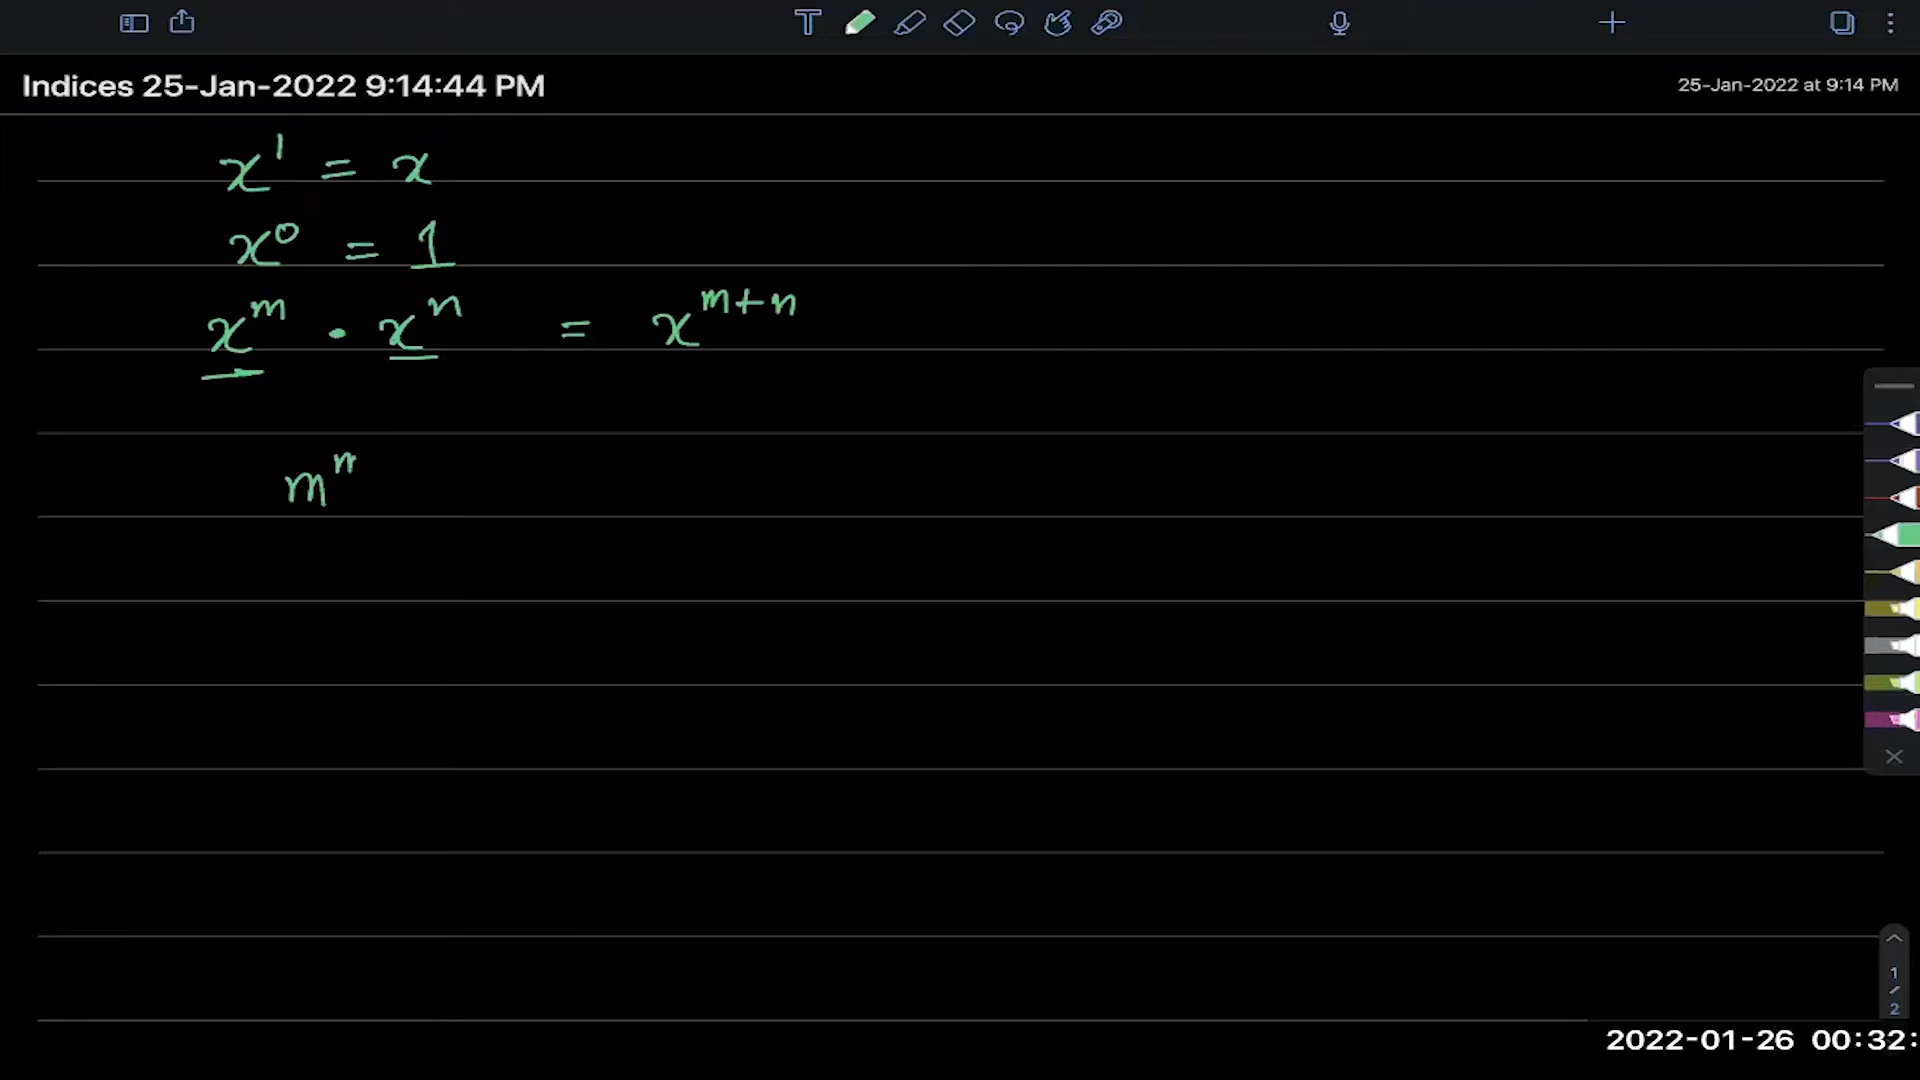 Indices 25-Jan-2022 9:14:44 PM
25-Jan-2022 at 9:14 PM
x¹ = x
x⁰ = 1
xᵐ · xⁿ = xᵐ⁺ⁿ
mⁿ
1
/
2
2022-01-26 00:32: